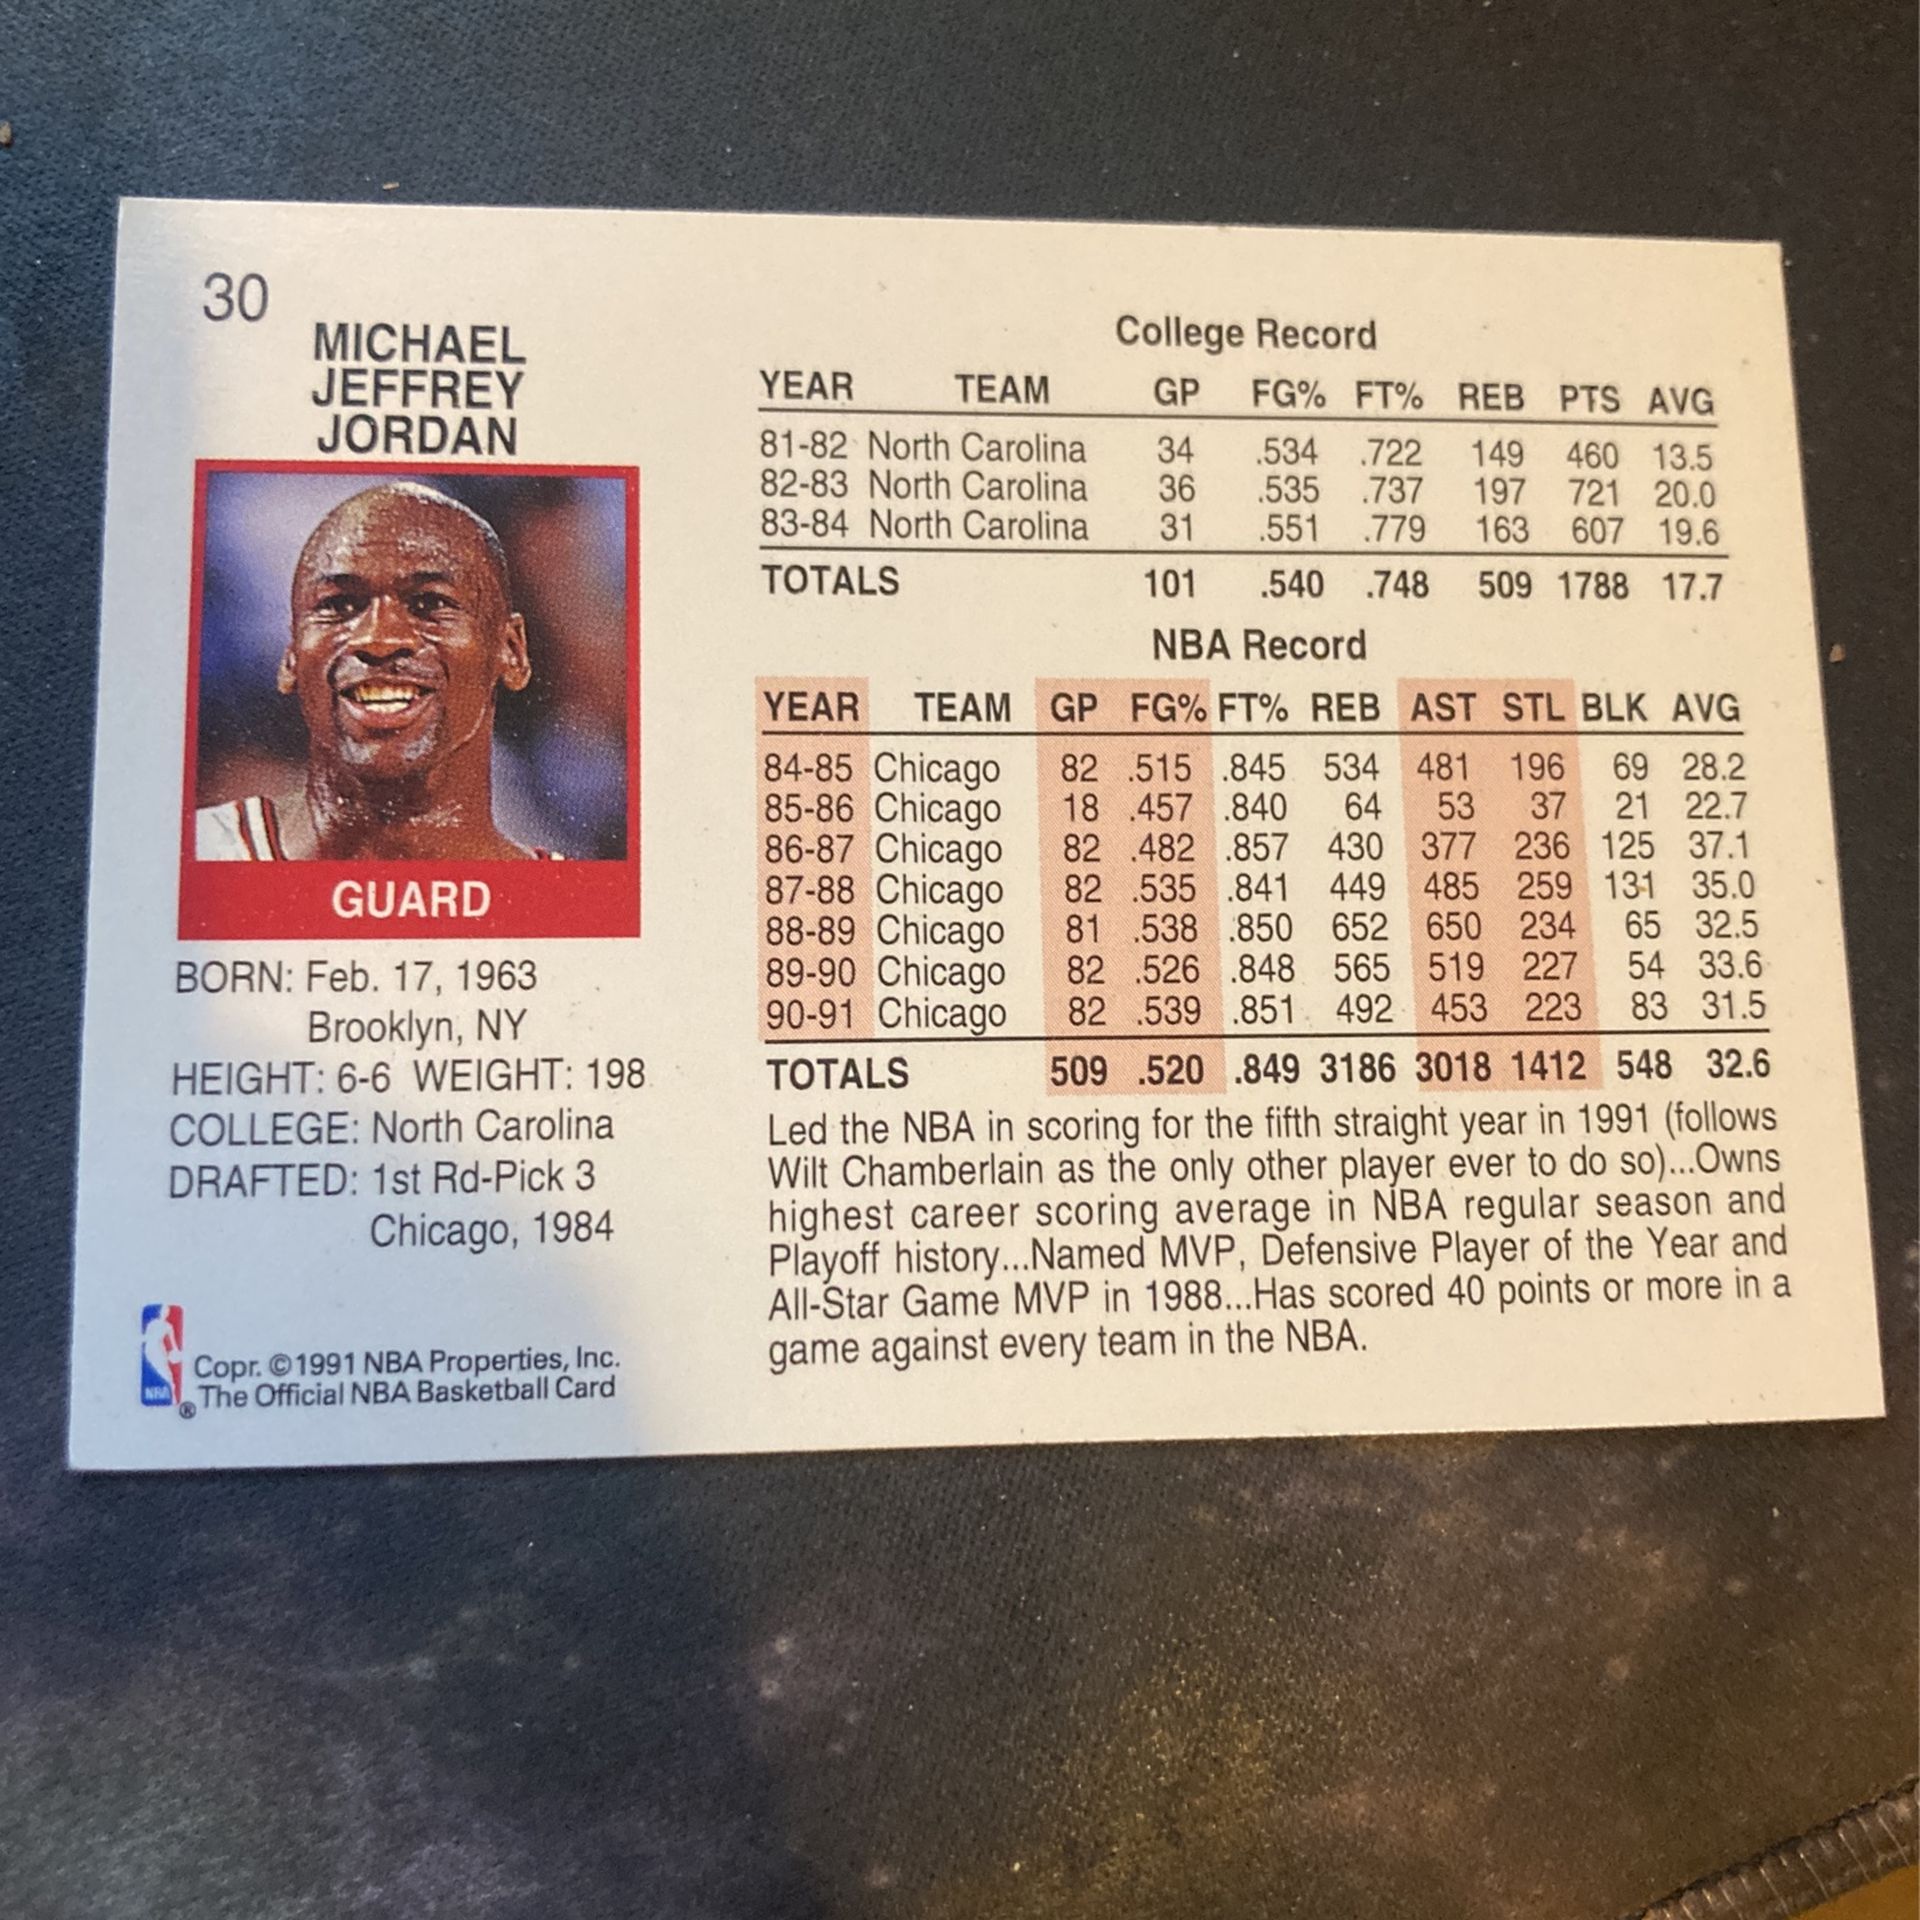 30
MICHAEL
JEFFREY
JORDAN
GUARD
BORN: Feb. 17, 1963
Brooklyn, NY
HEIGHT: 6-6 WEIGHT: 198
COLLEGE: North Carolina
DRAFTED: 1st Rd-Pick 3
Chicago, 1984
NBA
®
Copr. ©1991 NBA Properties, Inc.
The Official NBA Basketball Card
College Record
YEAR TEAM GP FG% FT% REB PTS AVG
81-82 North Carolina 34 .534 .722 149 460 13.5
82-83 North Carolina 36 .535 .737 197 721 20.0
83-84 North Carolina 31 .551 .779 163 607 19.6
TOTALS 101 .540 .748 509 1788 17.7
NBA Record
YEAR TEAM GP FG% FT% REB AST STL BLK AVG
84-85 Chicago 82 .515 .845 534 481 196 69 28.2
85-86 Chicago 18 .457 .840 64 53 37 21 22.7
86-87 Chicago 82 .482 .857 430 377 236 125 37.1
87-88 Chicago 82 .535 .841 449 485 259 131 35.0
88-89 Chicago 81 .538 .850 652 650 234 65 32.5
89-90 Chicago 82 .526 .848 565 519 227 54 33.6
90-91 Chicago 82 .539 .851 492 453 223 83 31.5
TOTALS 509 .520 .849 3186 3018 1412 548 32.6
Led the NBA in scoring for the fifth straight year in 1991 (follows
Wilt Chamberlain as the only other player ever to do so)...Owns
highest career scoring average in NBA regular season and
Playoff history...Named MVP, Defensive Player of the Year and
All-Star Game MVP in 1988...Has scored 40 points or more in a
game against every team in the NBA.